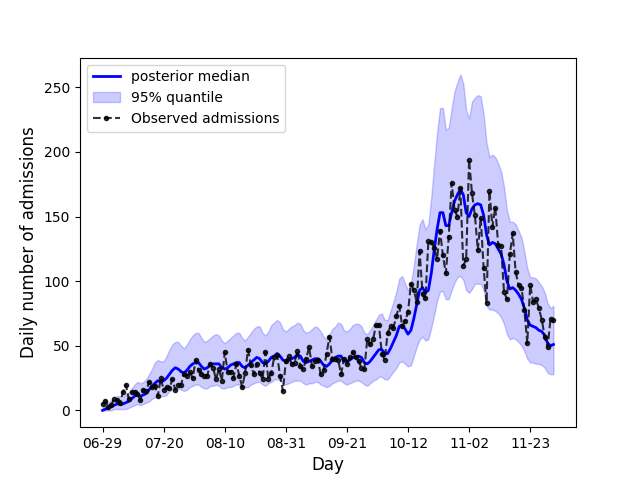 posterior median
95% quantile
Observed admissions
Daily number of admissions
250
200
150
100
50
0
06-29 07-20 08-10 08-31 09-21 10-12 11-02 11-23
Day